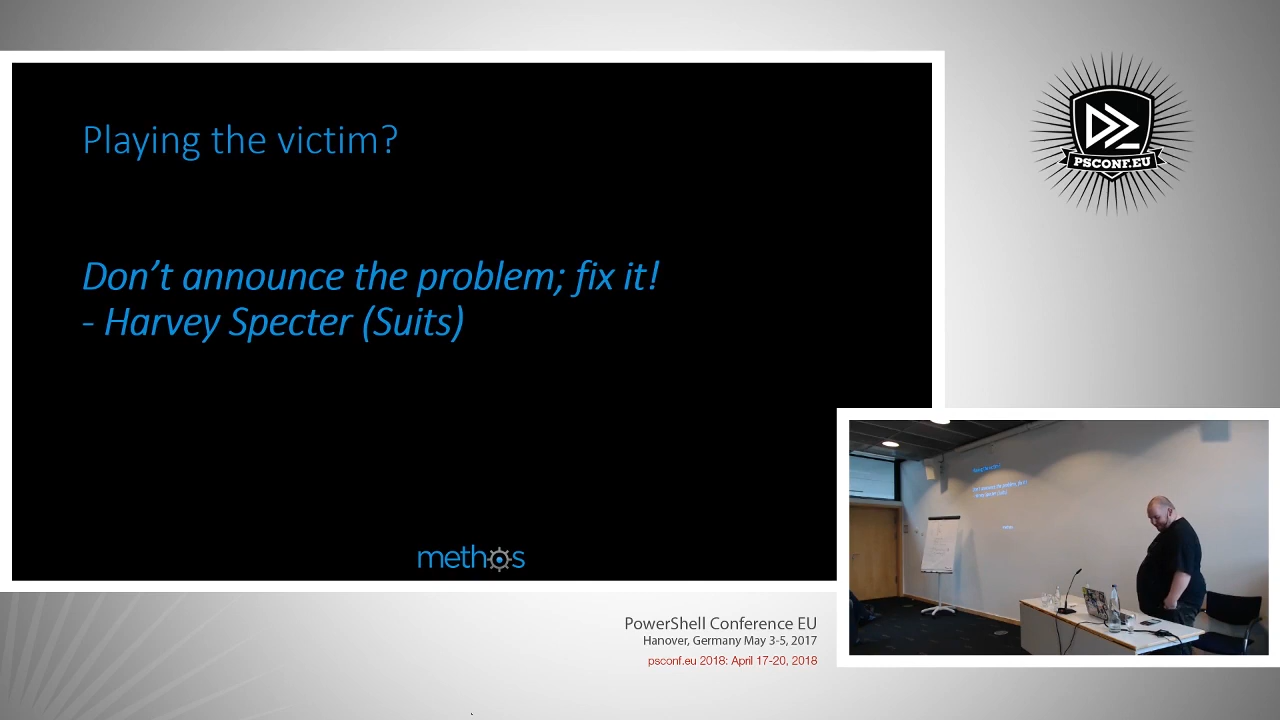 Playing the victim?
Don't announce the problem; fix it!
- Harvey Specter (Suits)
methos
PSCONF.EU
PowerShell Conference EU
Hanover, Germany May 3-5, 2017
psconf.eu 2018: April 17-20, 2018